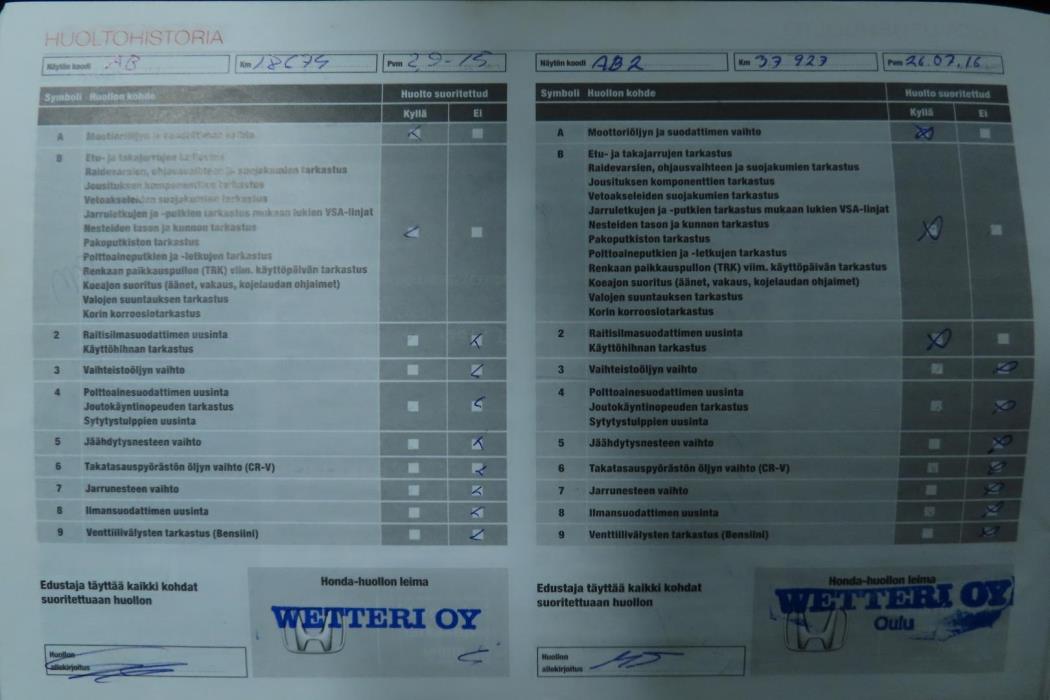 HUOLTOHISTORIA
Näytön koodi AB Km Pvm
Symboli Huollon kohde Huolto suoritettud
Kyllä Ei
A Moottoriöljyn ja suodattimen vaihto
B Etu- ja takajarrujen tarkastus
Raidevarsien, ohjausvaihteen ja suojakumien tarkastus
Jousituksen komponenttien tarkastus
Vetoakseleiden suojakumien tarkastus
Jarruletkujen ja -putkien tarkastus mukaan lukien VSA-linjat
Nesteiden tason ja kunnon tarkastus
Pakoputkiston tarkastus
Polttoaineputkien ja -letkujen tarkastus
Renkaan paikkauspullon (TRK) viim. käyttöpäivän tarkastus
Koeajon suoritus (äänet, vakaus, kojelaudan ohjaimet)
Valojen suuntauksen tarkastus
Korin korroosiotarkastus
2 Raitisilmasuodattimen uusinta
Käyttöhihnan tarkastus
3 Vaihteistoöljyn vaihto
4 Polttoainesuodattimen uusinta
Joutokäyntinopeuden tarkastus
Sytytystulppien uusinta
5 Jäähdytysnesteen vaihto
6 Takatasauspyörästön öljyn vaihto (CR-V)
7 Jarrunesteen vaihto
8 Ilmansuodattimen uusinta
9 Venttiilivälysten tarkastus (Bensiini)
Edustaja täyttää kaikki kohdat
suoritettuaan huollon
Honda-huollon leima
WETTERI OY
Huollon
allekirjoitus
Näytön koodi AB2 Km 37 927 Pvm 26.07.16
Symboli Huollon kohde Huolto suoritettud
Kyllä Ei
A Moottoriöljyn ja suodattimen vaihto
B Etu- ja takajarrujen tarkastus
Raidevarsien, ohjausvaihteen ja suojakumien tarkastus
Jousituksen komponenttien tarkastus
Vetoakseleiden suojakumien tarkastus
Jarruletkujen ja -putkien tarkastus mukaan lukien VSA-linjat
Nesteiden tason ja kunnon tarkastus
Pakoputkiston tarkastus
Polttoaineputkien ja -letkujen tarkastus
Renkaan paikkauspullon (TRK) viim. käyttöpäivän tarkastus
Koeajon suoritus (äänet, vakaus, kojelaudan ohjaimet)
Valojen suuntauksen tarkastus
Korin korroosiotarkastus
2 Raitisilmasuodattimen uusinta
Käyttöhihnan tarkastus
3 Vaihteistoöljyn vaihto
4 Polttoainesuodattimen uusinta
Joutokäyntinopeuden tarkastus
Sytytystulppien uusinta
5 Jäähdytysnesteen vaihto
6 Takatasauspyörästön öljyn vaihto (CR-V)
7 Jarrunesteen vaihto
8 Ilmansuodattimen uusinta
9 Venttiilivälysten tarkastus (Bensiini)
Edustaja täyttää kaikki kohdat
suoritettuaan huollon
Honda-huollon leima
WETTERI OY
Oulu
Huollon
allekirjoitus